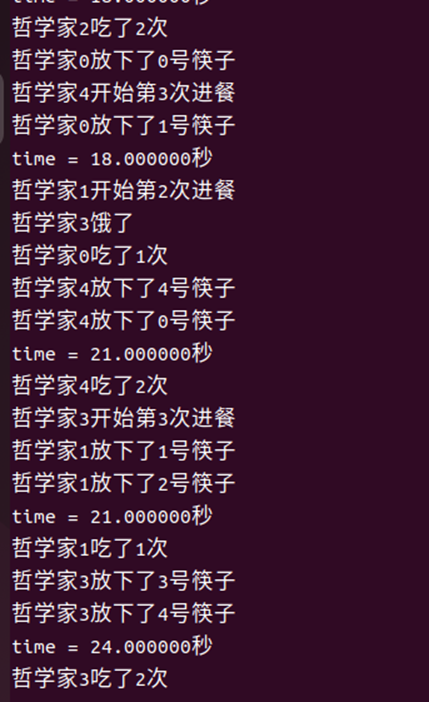 time = 18.000000秒
哲学家2吃了2次
哲学家0放下了0号筷子
哲学家4开始第3次进餐
哲学家0放下了1号筷子
time = 18.000000秒
哲学家1开始第2次进餐
哲学家3饿了
哲学家0吃了1次
哲学家4放下了4号筷子
哲学家4放下了0号筷子
time = 21.000000秒
哲学家4吃了2次
哲学家3开始第3次进餐
哲学家1放下了1号筷子
哲学家1放下了2号筷子
time = 21.000000秒
哲学家1吃了1次
哲学家3放下了3号筷子
哲学家3放下了4号筷子
time = 24.000000秒
哲学家3吃了2次